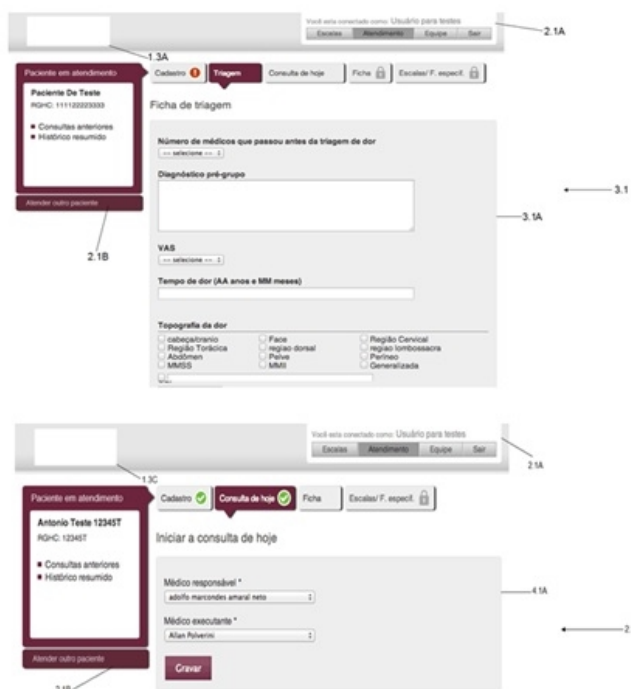 Você esta conectado como: Usuário para testes
Escalas Atendimento Equipe Sair
2.1A
1.3A
Paciente em atendimento
Cadastro Triagem Consulta de hoje Ficha Escalas/ F. especif.
Paciente De Teste
RGHC: 111122223333
Consultas anteriores
Histórico resumido
Atender outro paciente
2.1B
Ficha de triagem
Número de médicos que passou antes da triagem de dor
-- selecione --
Diagnóstico pré-grupo
3.1
3.1A
VAS
-- selecione --
Tempo de dor (AA anos e MM meses)
Topografia da dor
cabeça/cranio Face Região Cervical
Região Torácica regiao dorsal regiao lombossacra
Abdômen Pelve Períneo
MMSS MMII Generalizada
Você esta conectado como: Usuário para testes
Escalas Atendimento Equipe Sair
2.1A
1.3C
Paciente em atendimento
Cadastro Consulta de hoje Ficha Escalas/ F. especif.
Antonio Teste 12345T
RGHC: 12345T
Consultas anteriores
Histórico resumido
Atender outro paciente
2.1B
Iniciar a consulta de hoje
Médico responsável *
adolfo marcondes amaral neto
4.1A
Médico executante *
Allan Polverini
2
Gravar